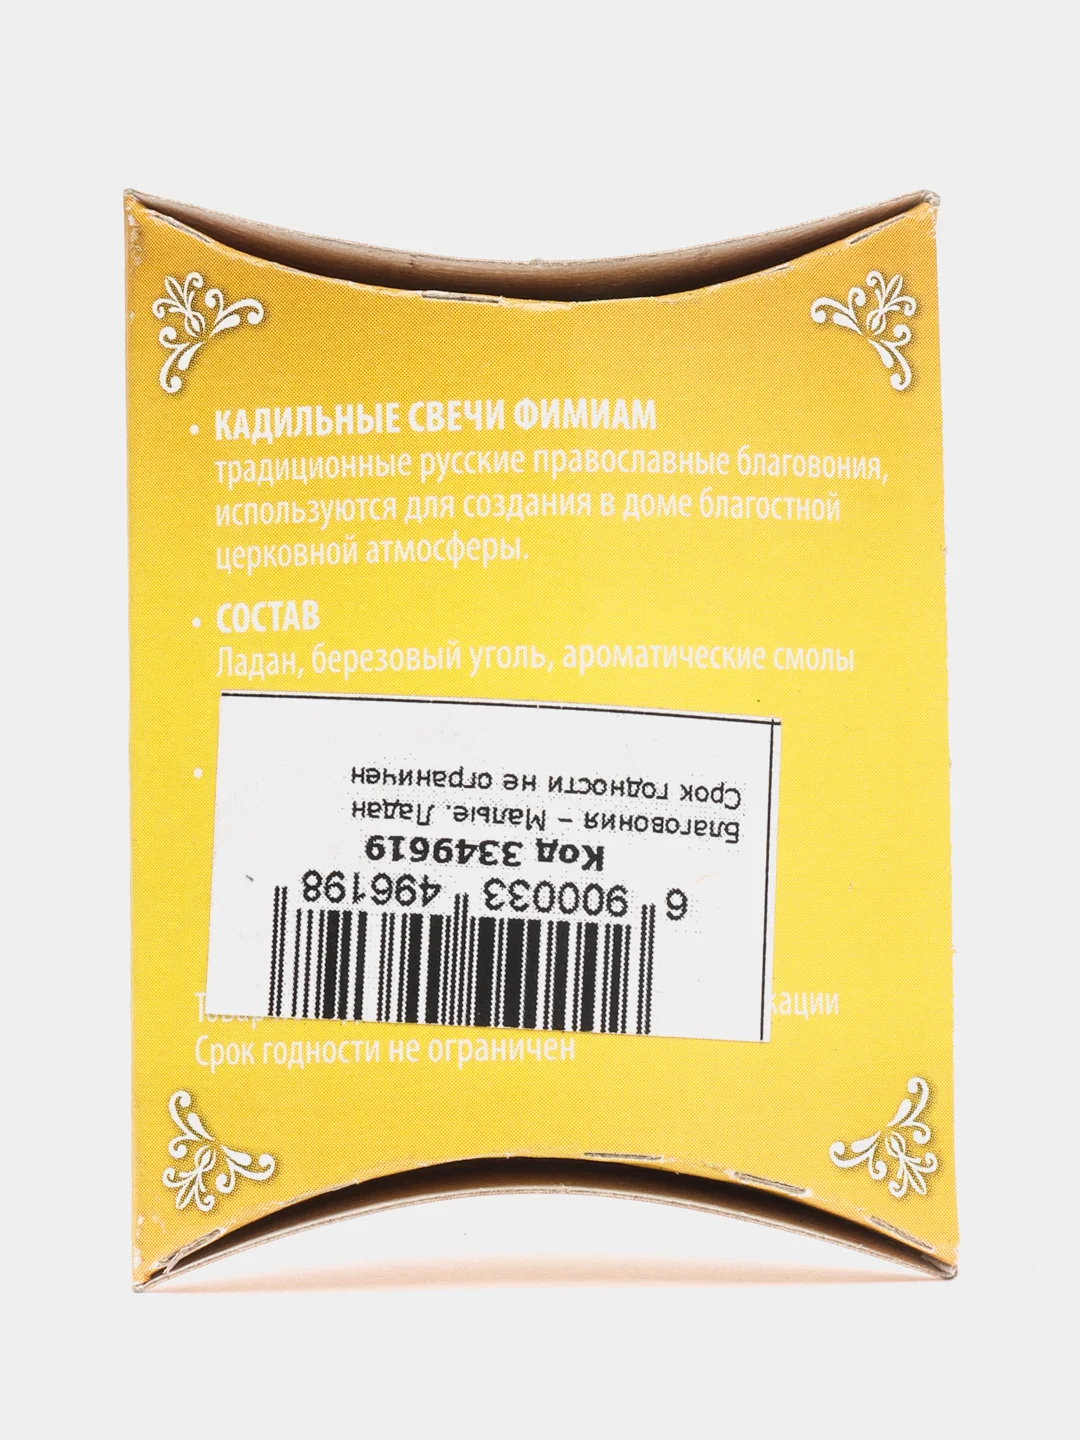 • КАДИЛЬНЫЕ СВЕЧИ ФИМИАМ
традиционные русские православные благовония,
используются для создания в доме благостной
церковной атмосферы.
• СОСТАВ
Ладан, березовый уголь, ароматические смолы
•
6 900033 496198
Код 3349619
Благовония – Малые. Ладан
Срок годности не ограничен
Срок годности не ограничен